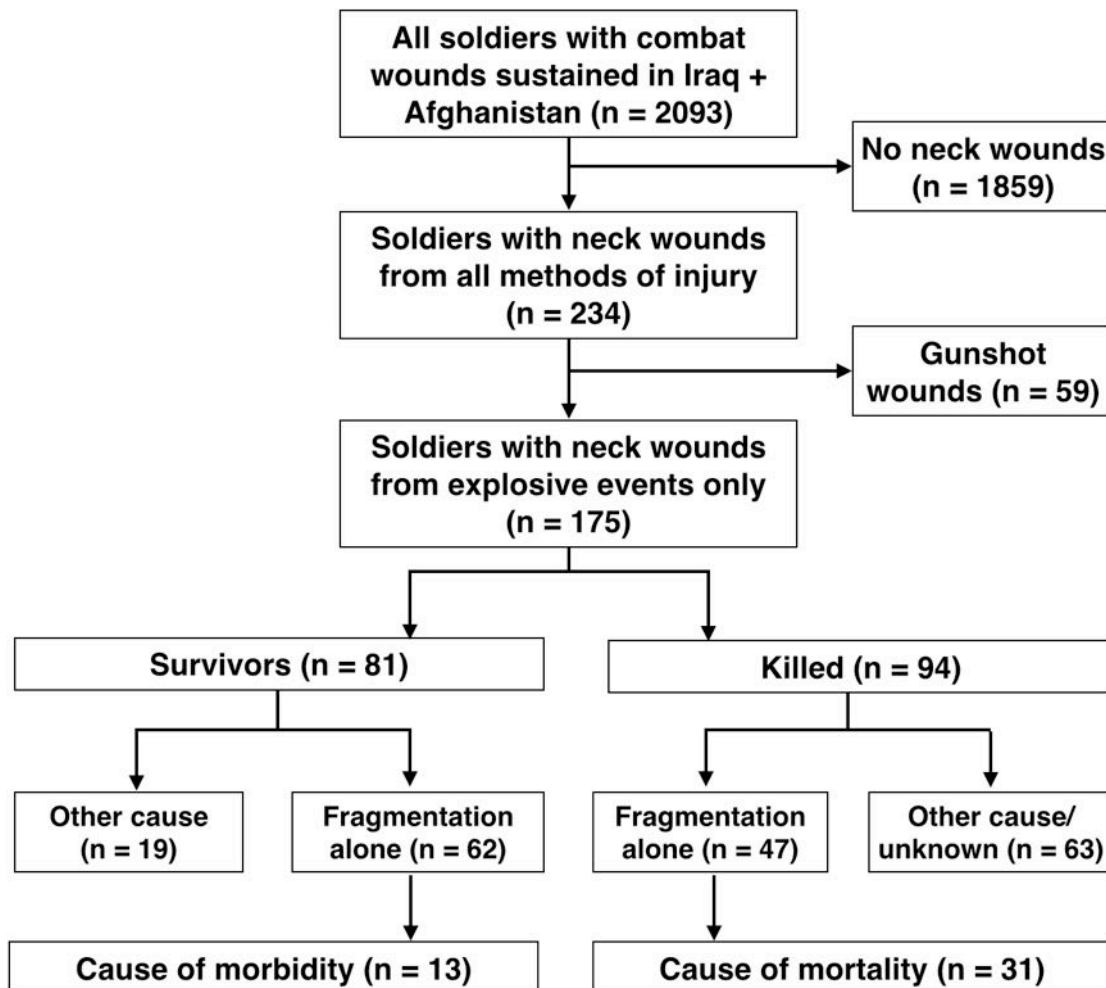 All soldiers with combat
wounds sustained in Iraq +
Afghanistan (n = 2093)
No neck wounds
(n = 1859)
Soldiers with neck wounds
from all methods of injury
(n = 234)
Gunshot
wounds (n = 59)
Soldiers with neck wounds
from explosive events only
(n = 175)
Survivors (n = 81)
Killed (n = 94)
Other cause
(n = 19)
Fragmentation
alone (n = 62)
Fragmentation
alone (n = 47)
Other cause/
unknown (n = 63)
Cause of morbidity (n = 13)
Cause of mortality (n = 31)